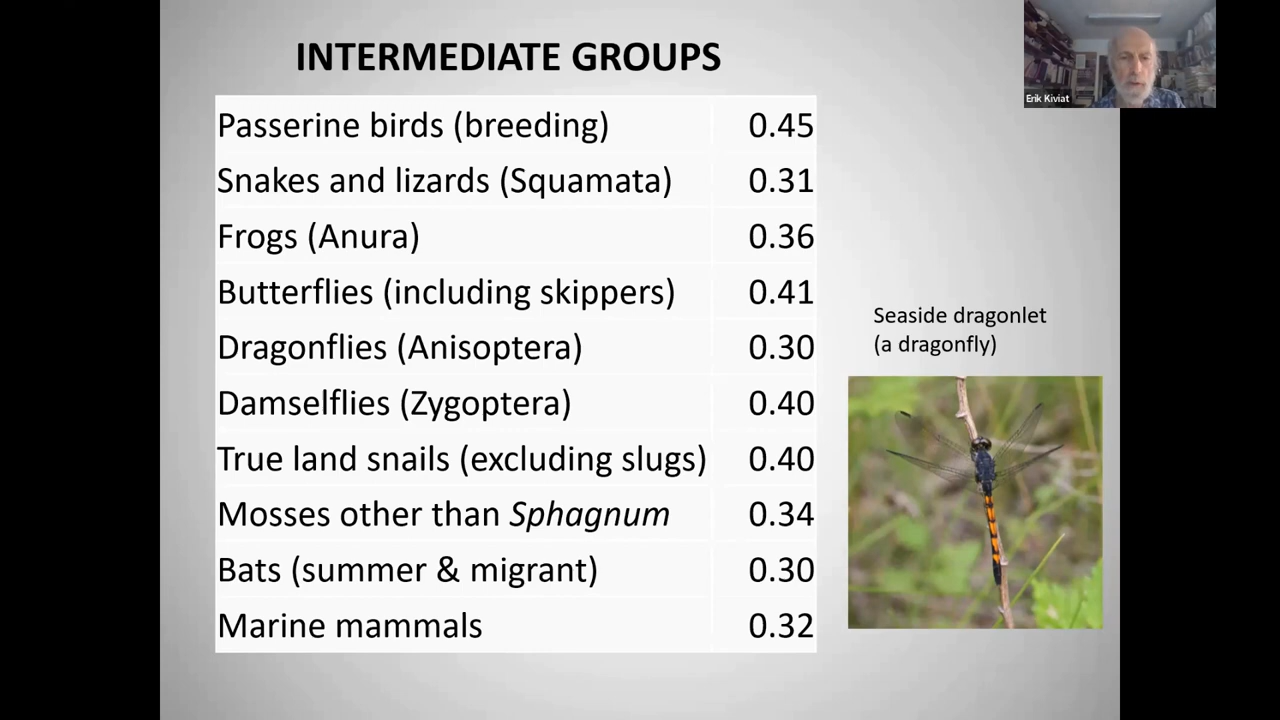 INTERMEDIATE GROUPS
Erik Kiviat
Passerine birds (breeding) 0.45
Snakes and lizards (Squamata) 0.31
Frogs (Anura) 0.36
Butterflies (including skippers) 0.41
Dragonflies (Anisoptera) 0.30
Damselflies (Zygoptera) 0.40
True land snails (excluding slugs) 0.40
Mosses other than Sphagnum 0.34
Bats (summer & migrant) 0.30
Marine mammals 0.32
Seaside dragonlet
(a dragonfly)